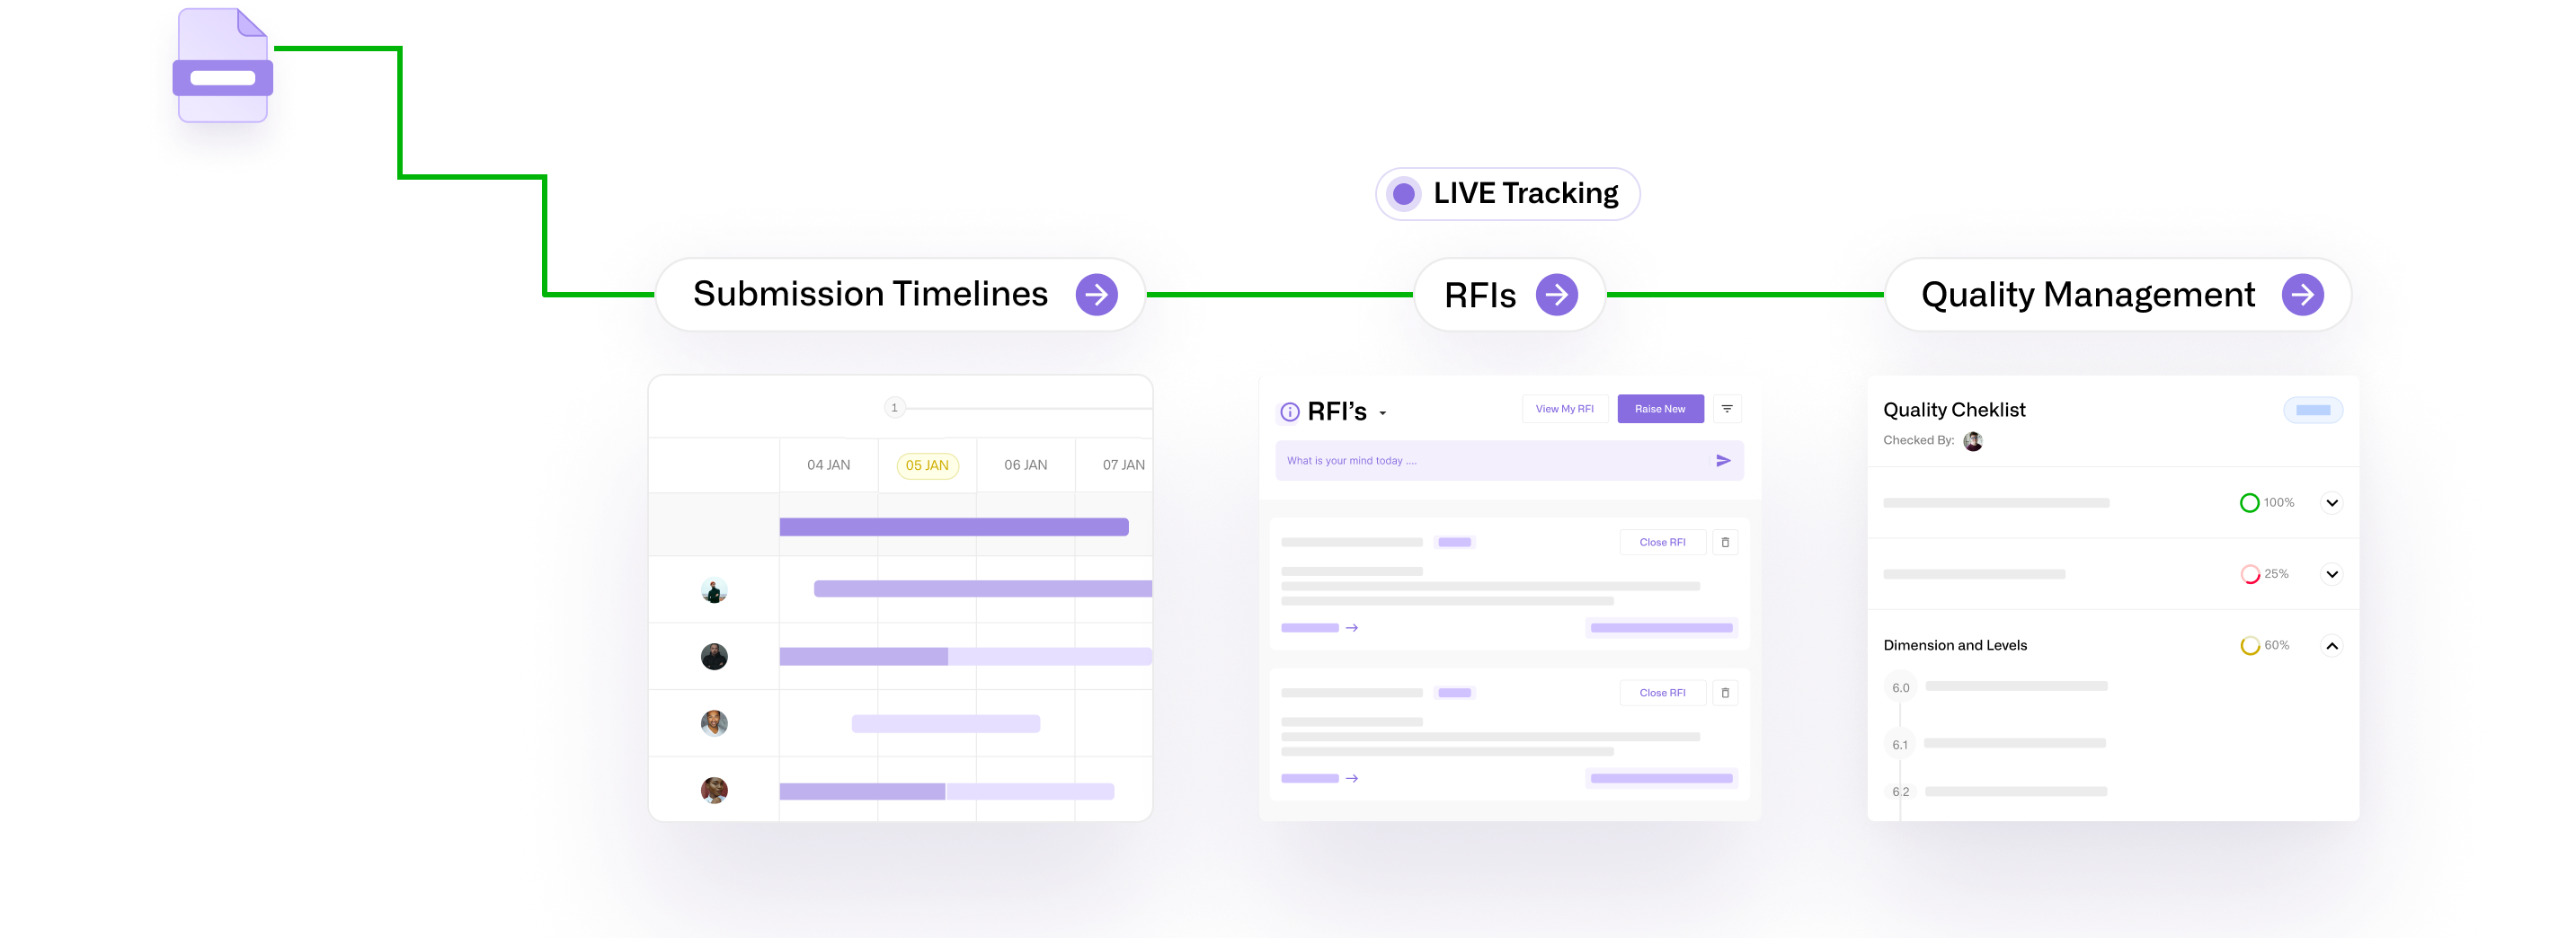 LIVE Tracking
Submission Timelines
RFIs
Quality Management
1
04 JAN
05 JAN
06 JAN
07 JAN
RFI's
View My RFI
Raise New
What is your mind today ....
Close RFI
Close RFI
Quality Cheklist
Checked By:
100%
25%
Dimension and Levels
60%
6.0
6.1
6.2